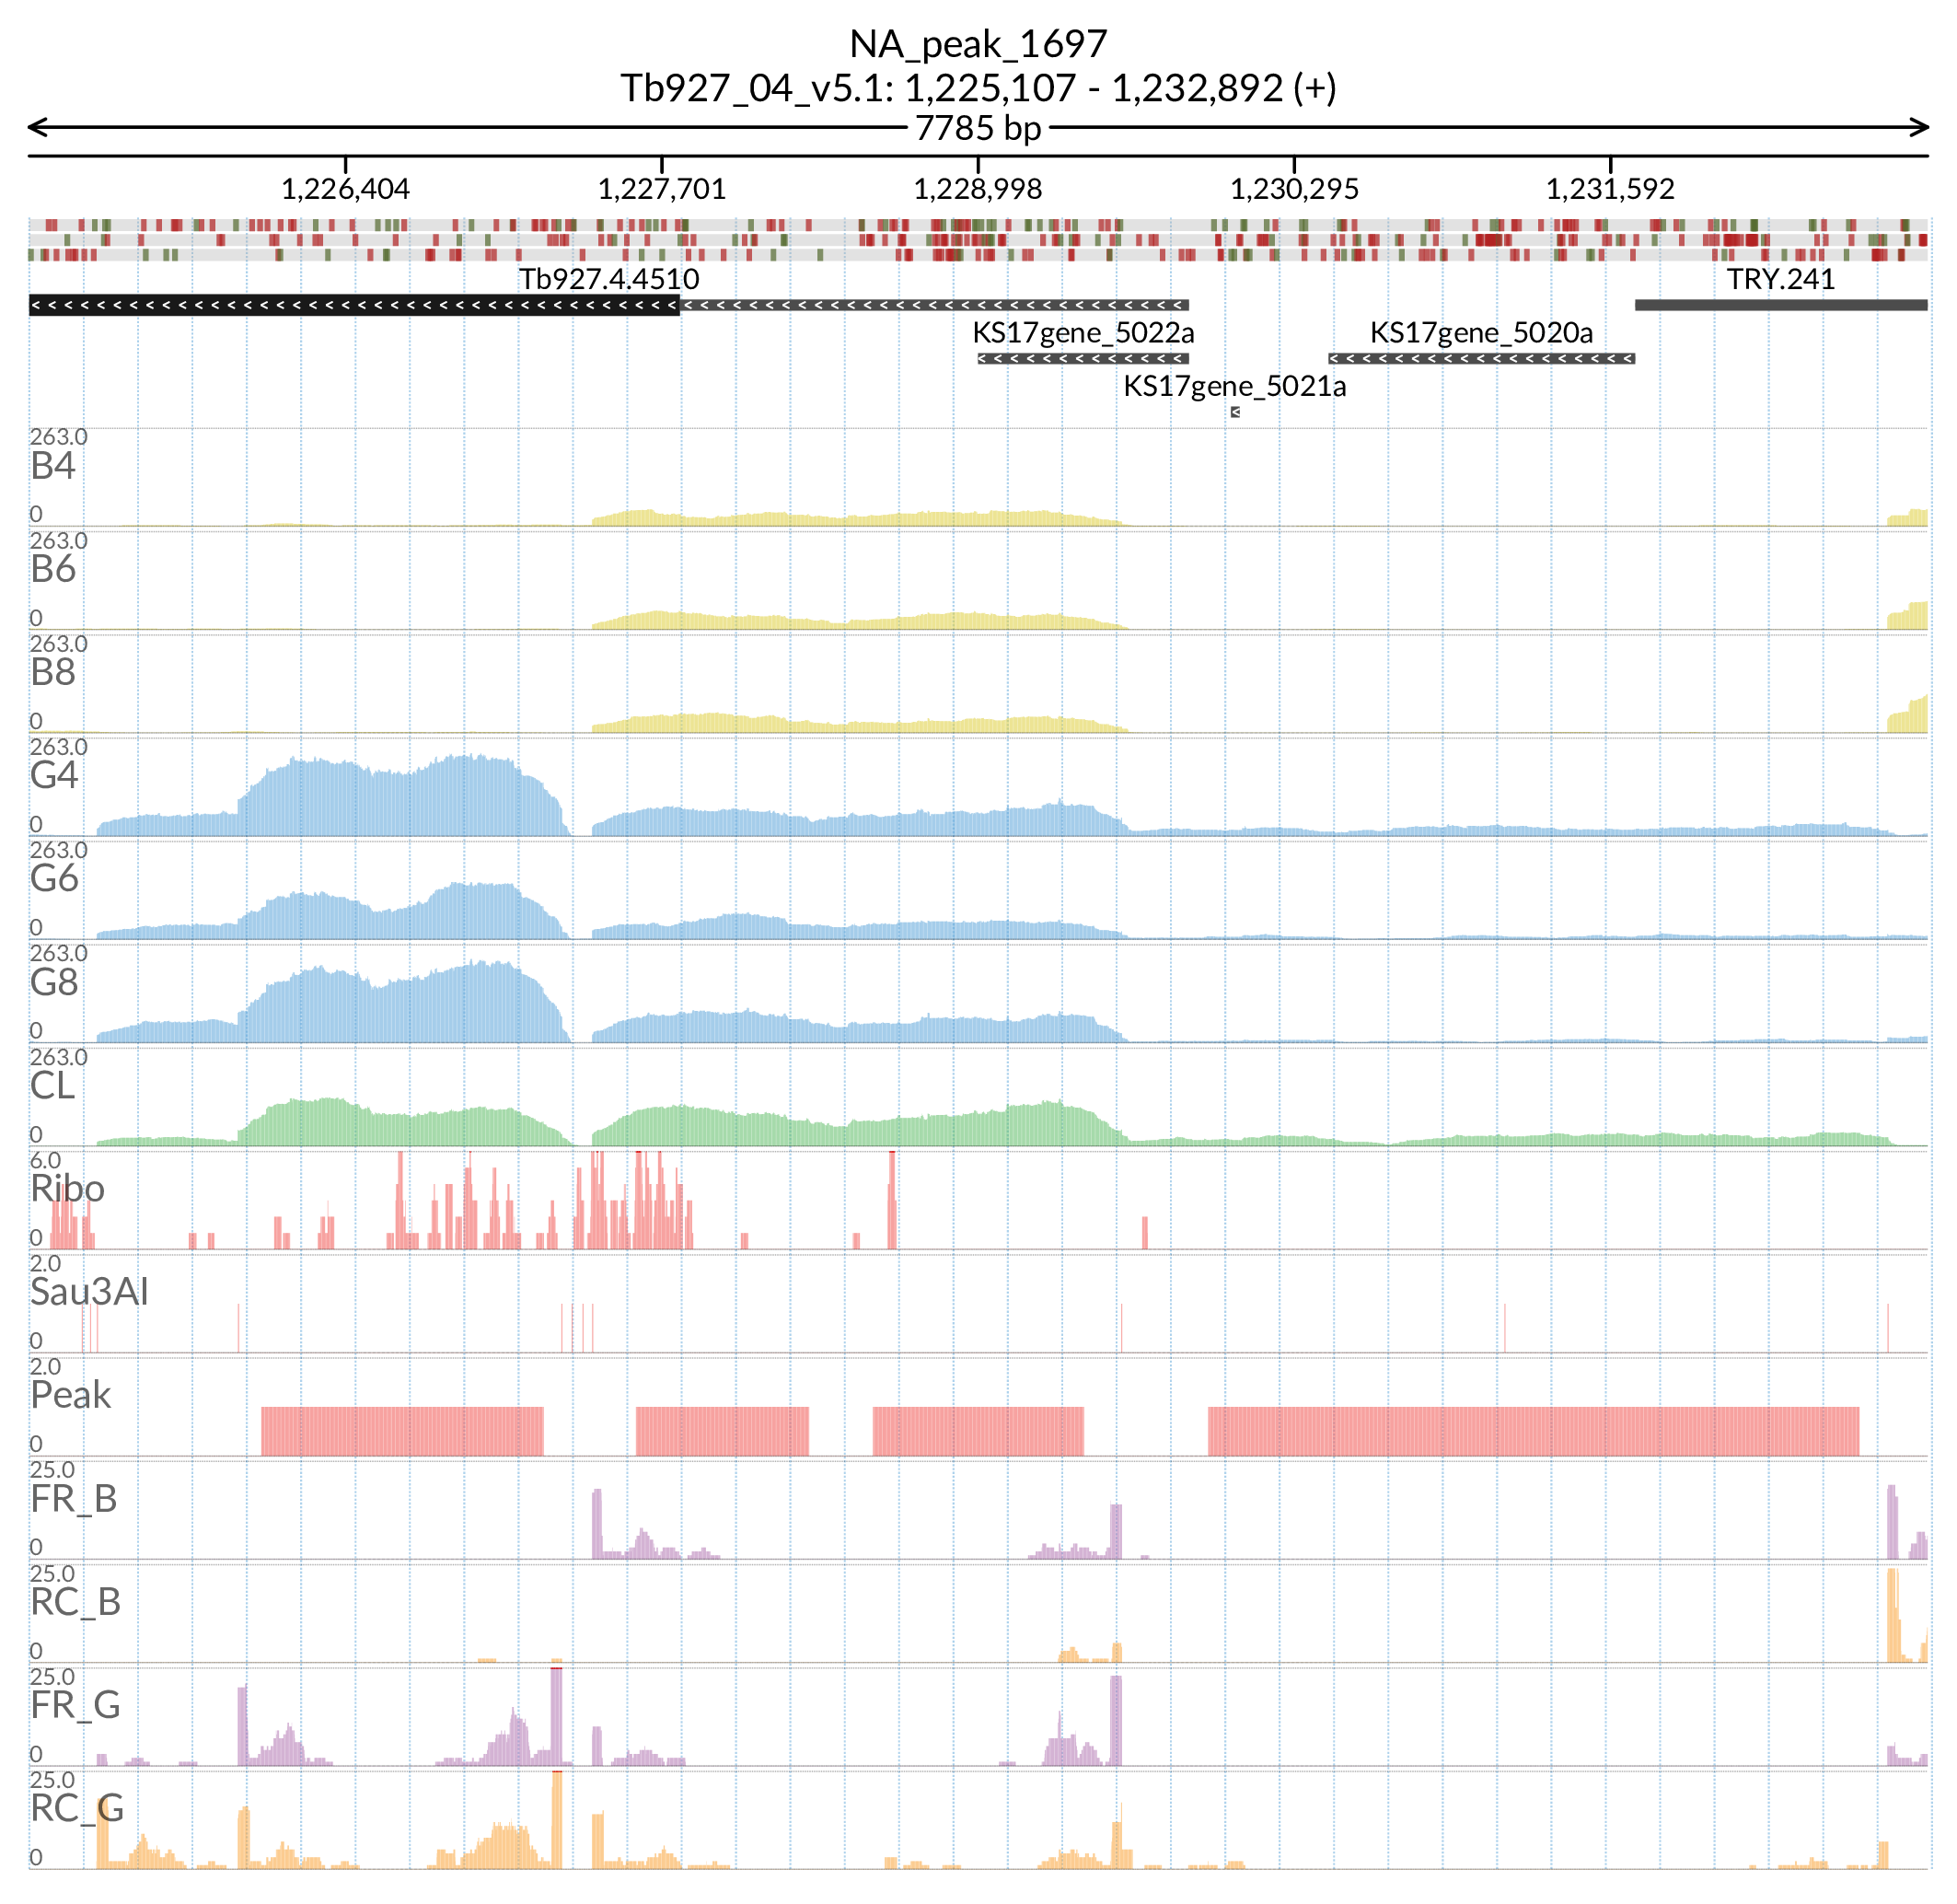 NA_peak_1697
Tb927_04_v5.1: 1,225,107 - 1,232,892 (+)
7785 bp
1,226,404 1,227,701 1,228,998 1,230,295 1,231,592
Tb927.4.4510 TRY.241
KS17gene_5022a KS17gene_5020a
KS17gene_5021a
263.0
B4
0
263.0
B6
0
263.0
B8
0
263.0
G4
0
263.0
G6
0
263.0
G8
0
263.0
CL
0
6.0
Ribo
0
2.0
Sau3AI
0
2.0
Peak
0
25.0
FR_B
0
25.0
RC_B
0
25.0
FR_G
0
25.0
RC_G
0